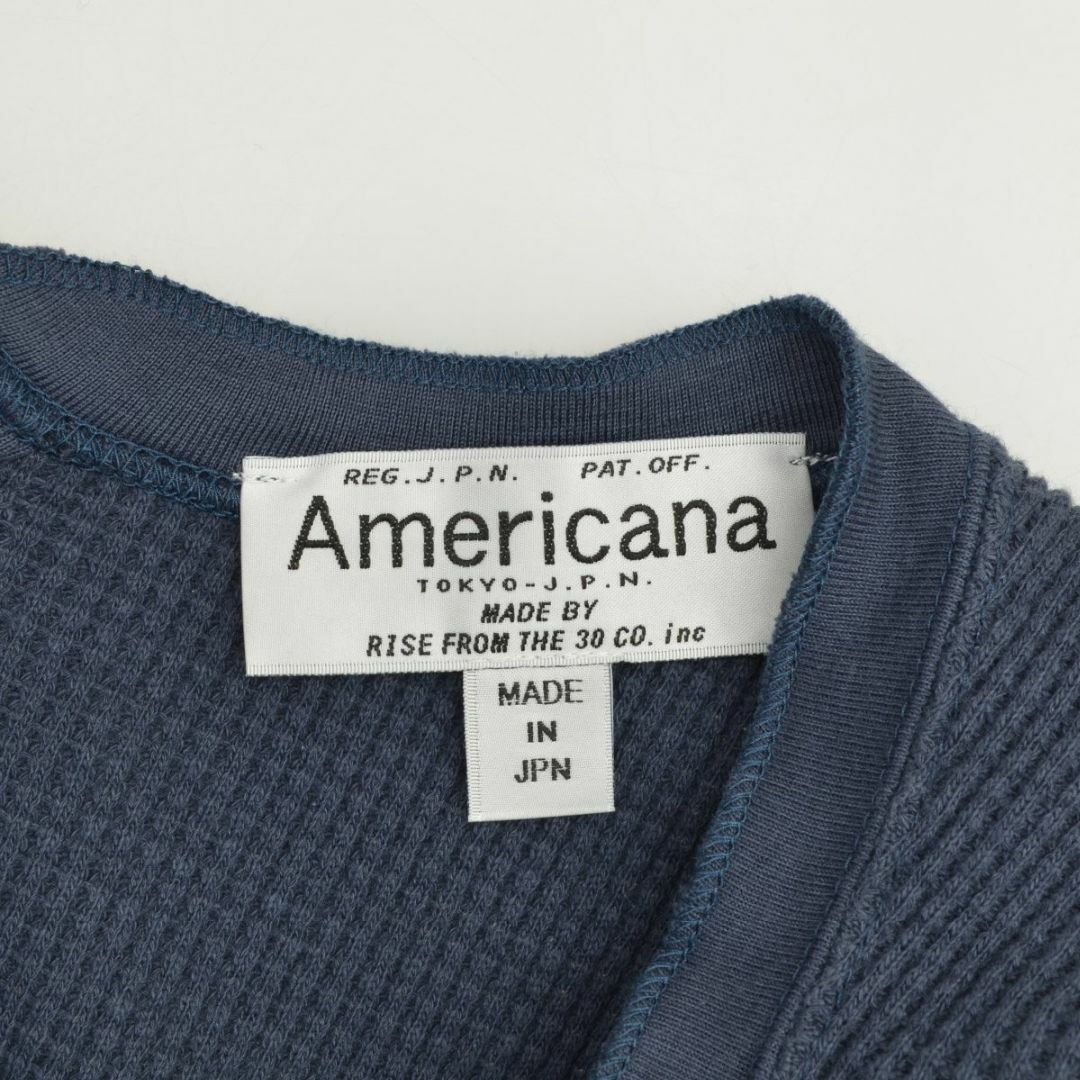 REG.J.P.N. PAT.OFF.
Americana
TOKYO-J.P.N.
MADE BY
RISE FROM THE 30 CO. inc
MADE
IN
JPN